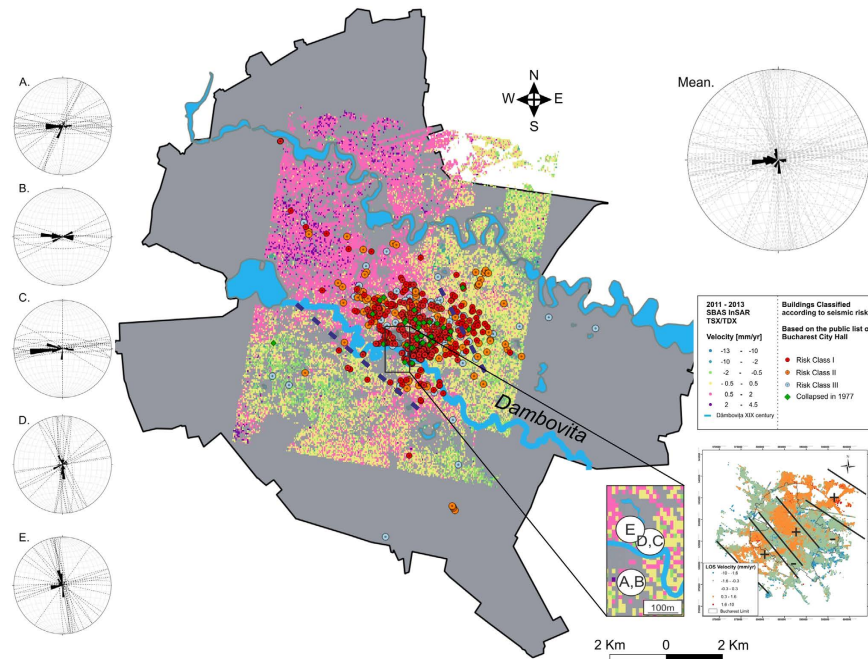 A.
B.
C.
D.
E.
N
W E
S
Mean.
Dambovita
2011 - 2013
SBAS InSAR
TSX/TDX
Velocity [mm/yr]
-13 - -10
-10 - -2
-2 - -0.5
-0.5 - 0.5
0.5 - 2
2 - 4.5
Dâmbovița XIX century
Buildings Classified
according to seismic risk
Based on the public list o
Bucharest City Hall
Risk Class I
Risk Class II
Risk Class III
Collapsed in 1977
E
D,C
A,B
100m
N
+
+
+
-
-
LOS Velocity (mm/yr)
Bucharest Limit
2 Km 0 2 Km